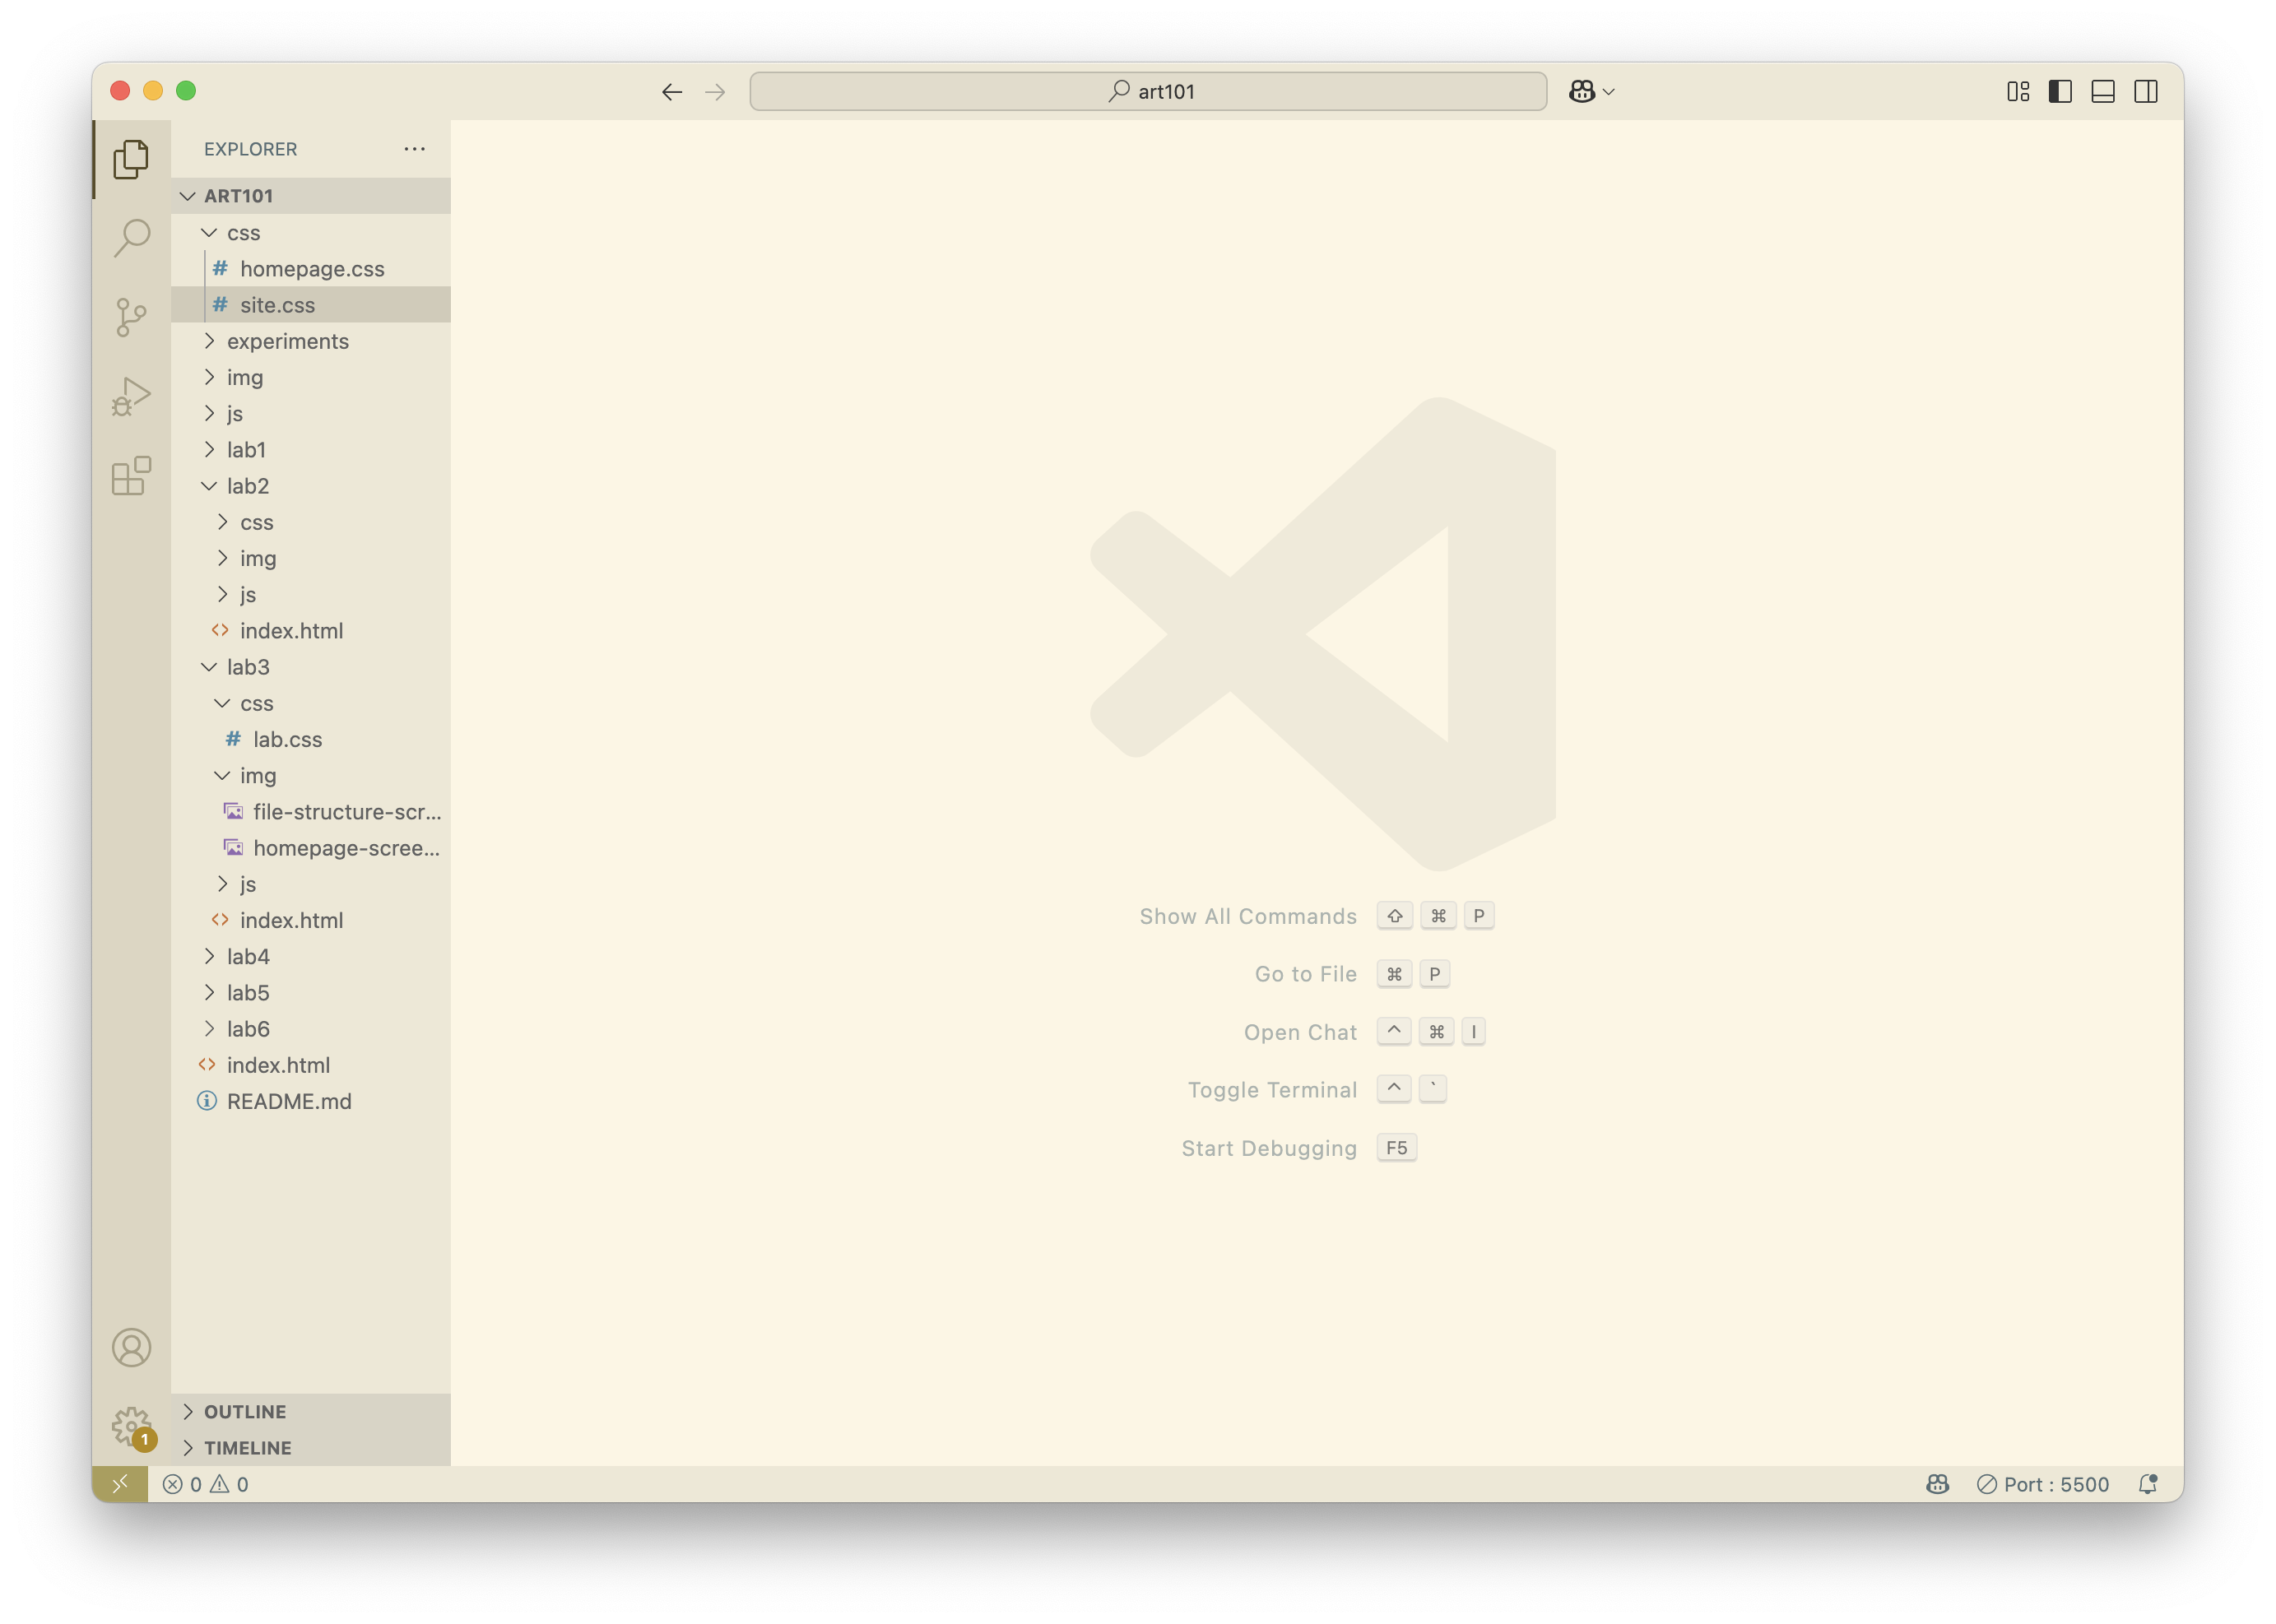 art101
EXPLORER
ART101
css
# homepage.css
# site.css
experiments
img
js
lab1
lab2
css
img
js
<> index.html
lab3
css
# lab.css
img
file-structure-scr...
homepage-scree...
js
<> index.html
lab4
lab5
lab6
<> index.html
README.md
OUTLINE
1
TIMELINE
Show All Commands ⇧ ⌘ P
Go to File ⌘ P
Open Chat ^ ⌘ I
Toggle Terminal ^ `
Start Debugging F5
0 0
Port : 5500